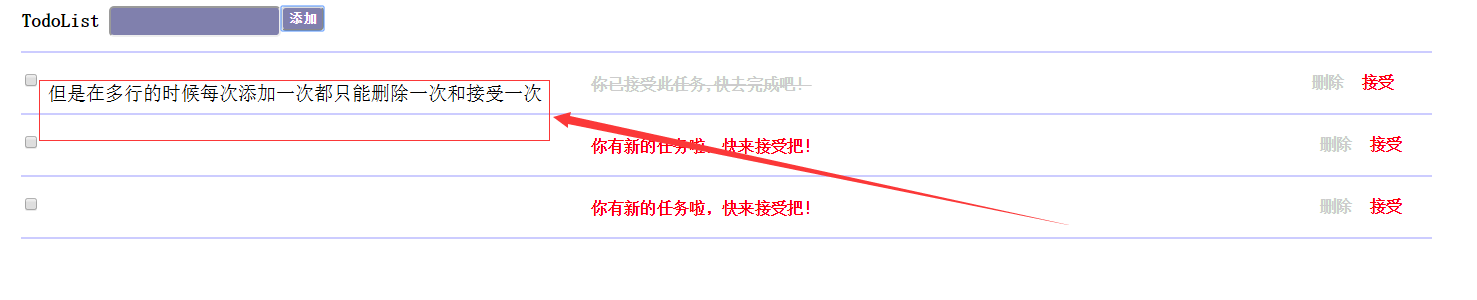 TodoList 添加
你已接受此任务,快去完成吧! 删除 接受
但是在多行的时候每次添加一次都只能删除一次和接受一次
你有新的任务啦，快来接受把! 删除 接受
你有新的任务啦，快来接受把! 删除 接受